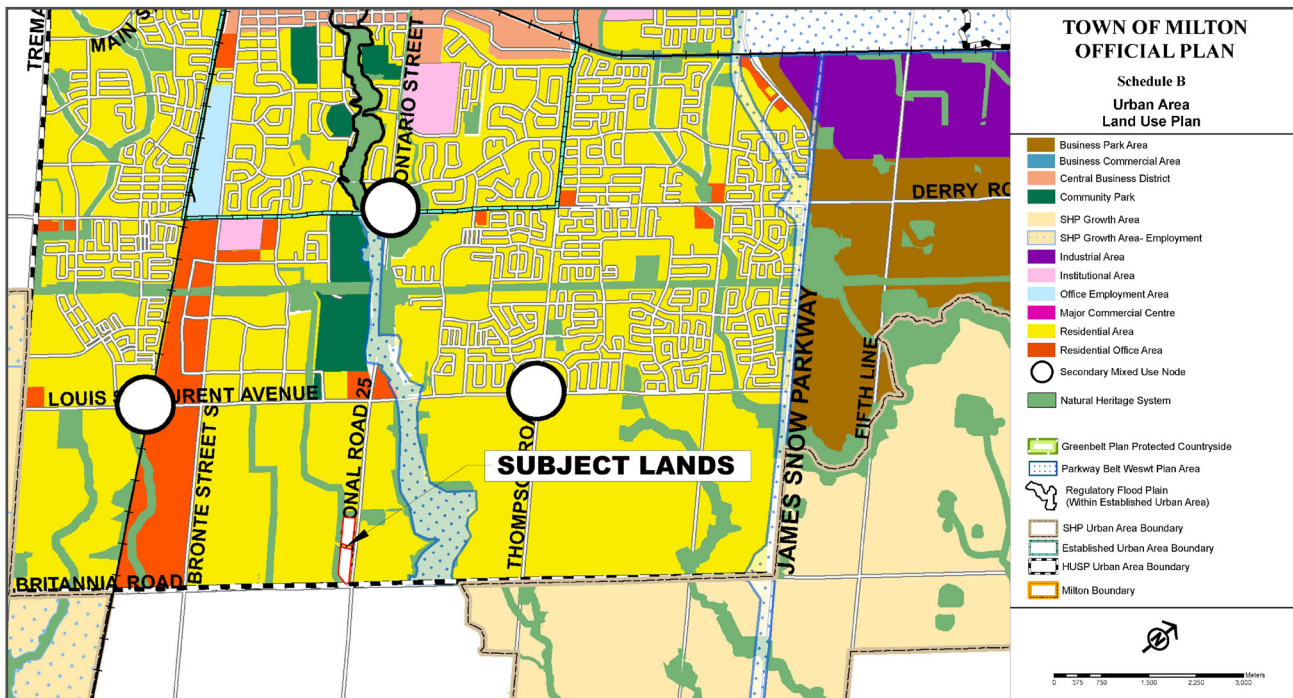 MAIN S
TREMA
ONTARIO STREET
DERRY RO
LOUIS S
URENT AVENUE
ONAL ROAD 25
BRONTE STREET S
SUBJECT LANDS
THOMPSO
RO
JAMES SNOW PARKWAY
FIFTH LINE
BRITANNIA ROAD
TOWN OF MILTON
OFFICIAL PLAN
Schedule B
Urban Area
Land Use Plan
Business Park Area
Business Commercial Area
Central Business District
Community Park
SHP Growth Area
SHP Growth Area- Employment
Industrial Area
Institutional Area
Office Employment Area
Major Commercial Centre
Residential Area
Residential Office Area
Secondary Mixed Use Node
Natural Heritage System
Greenbelt Plan Protected Countryside
Parkway Belt Weswt Plan Area
Regulatory Flood Plain
(Within Established Urban Area)
SHP Urban Area Boundary
Established Urban Area Boundary
HUSP Urban Area Boundary
Milton Boundary
N
Meters
0 375 750 1,500 2,250 3,000